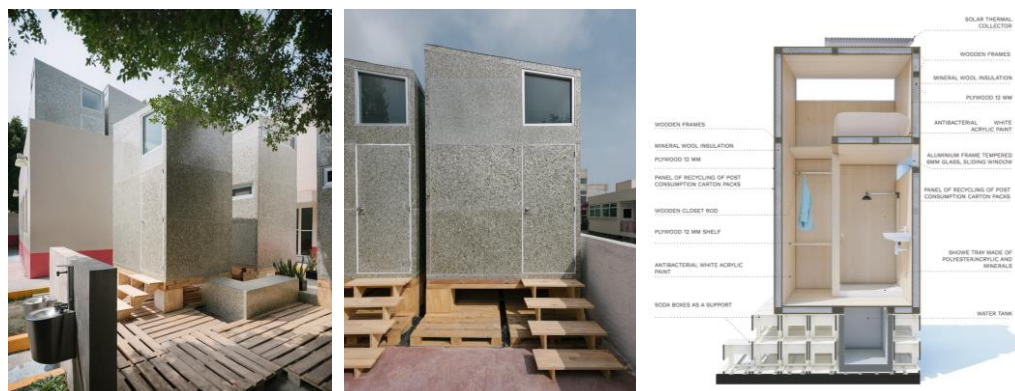 SOLAR THERMAL
COLLECTOR
WOODEN FRAMES
MINERAL WOOL INSULATION
PLYWOOD 12 MM
ANTIBACTERIAL WHITE
ACRYLIC PAINT
ALUMINIUM FRAME TEMPERED
6MM GLASS, SLIDING WINDOW
PANEL OF RECYCLING OF POST
CONSUMPTION CARTON PACKS
SHOWE TRAY MADE OF
POLYESTER/ACRYLIC AND
MINERALS
WATER TANK
WOODEN FRAMES
MINERAL WOOL INSULATION
PLYWOOD 12 MM
PANEL OF RECYCLING OF POST
CONSUMPTION CARTON PACKS
WOODEN CLOSET ROD
PLYWOOD 12 MM SHELF
ANTIBACTERIAL WHITE ACRYLIC
PAINT
SODA BOXES AS A SUPPORT